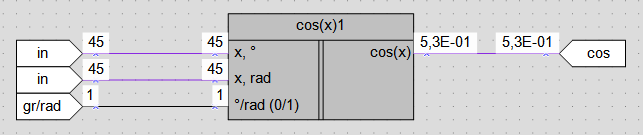 cos(x)1
in 45 45 x, ° cos(x) 5,3E-01 5,3E-01 cos
in 45 45 x, rad
gr/rad 1 1 °/rad (0/1)